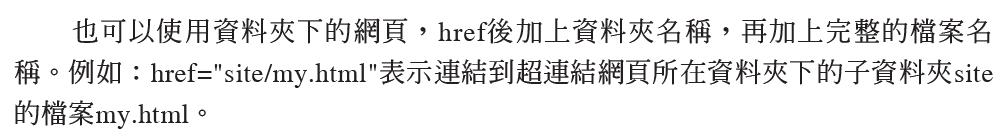 也可以使用資料夾下的網頁，href後加上資料夾名稱，再加上完整的檔案名
稱。例如：href="site/my.html"表示連結到超連結網頁所在資料夾下的子資料夾site
的檔案my.html。